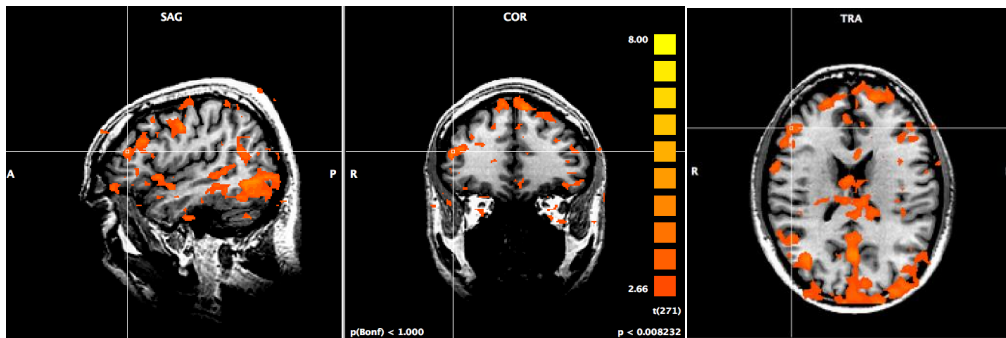 SAG
A
P
COR
R
8.00
2.66
t(271)
p(Bonf) < 1.000
p < 0.008232
TRA
R